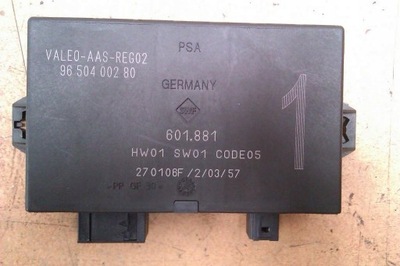 PSA
VALEO-AAS-REG02
96 504 002 80
GERMANY
1
601.881
HW01 SW01 CODE05
270106F/2/03/57